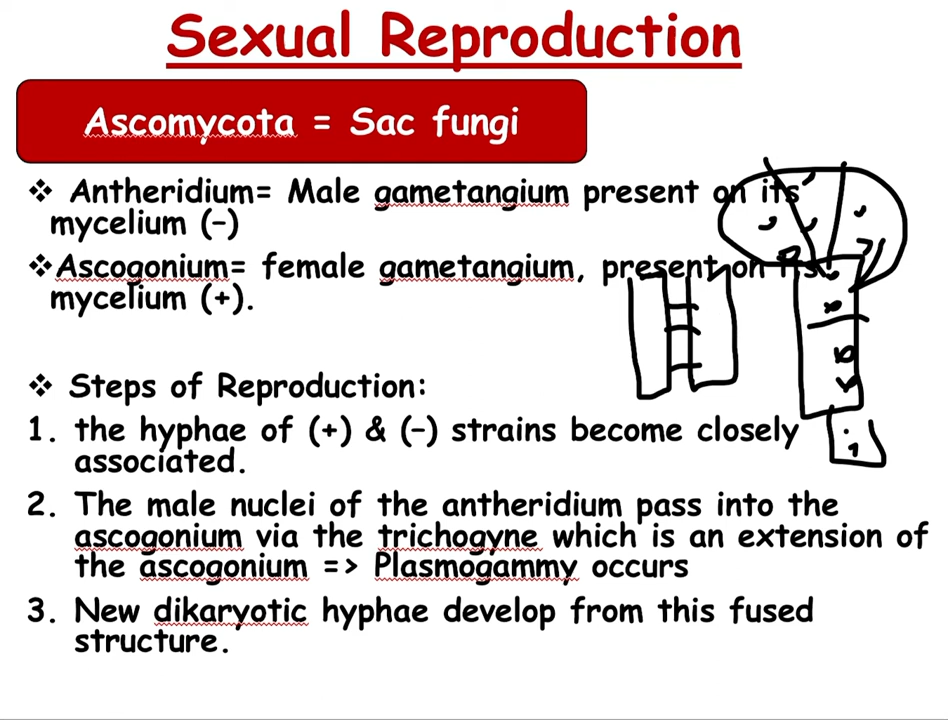 Sexual Reproduction
Ascomycota = Sac fungi
❖ Antheridium= Male gametangium present on its
mycelium (–)
❖Ascogonium= female gametangium, present on its
mycelium (+).
❖ Steps of Reproduction:
1. the hyphae of (+) & (–) strains become closely
associated.
2. The male nuclei of the antheridium pass into the
ascogonium via the trichogyne which is an extension of
the ascogonium => Plasmogammy occurs
3. New dikaryotic hyphae develop from this fused
structure.